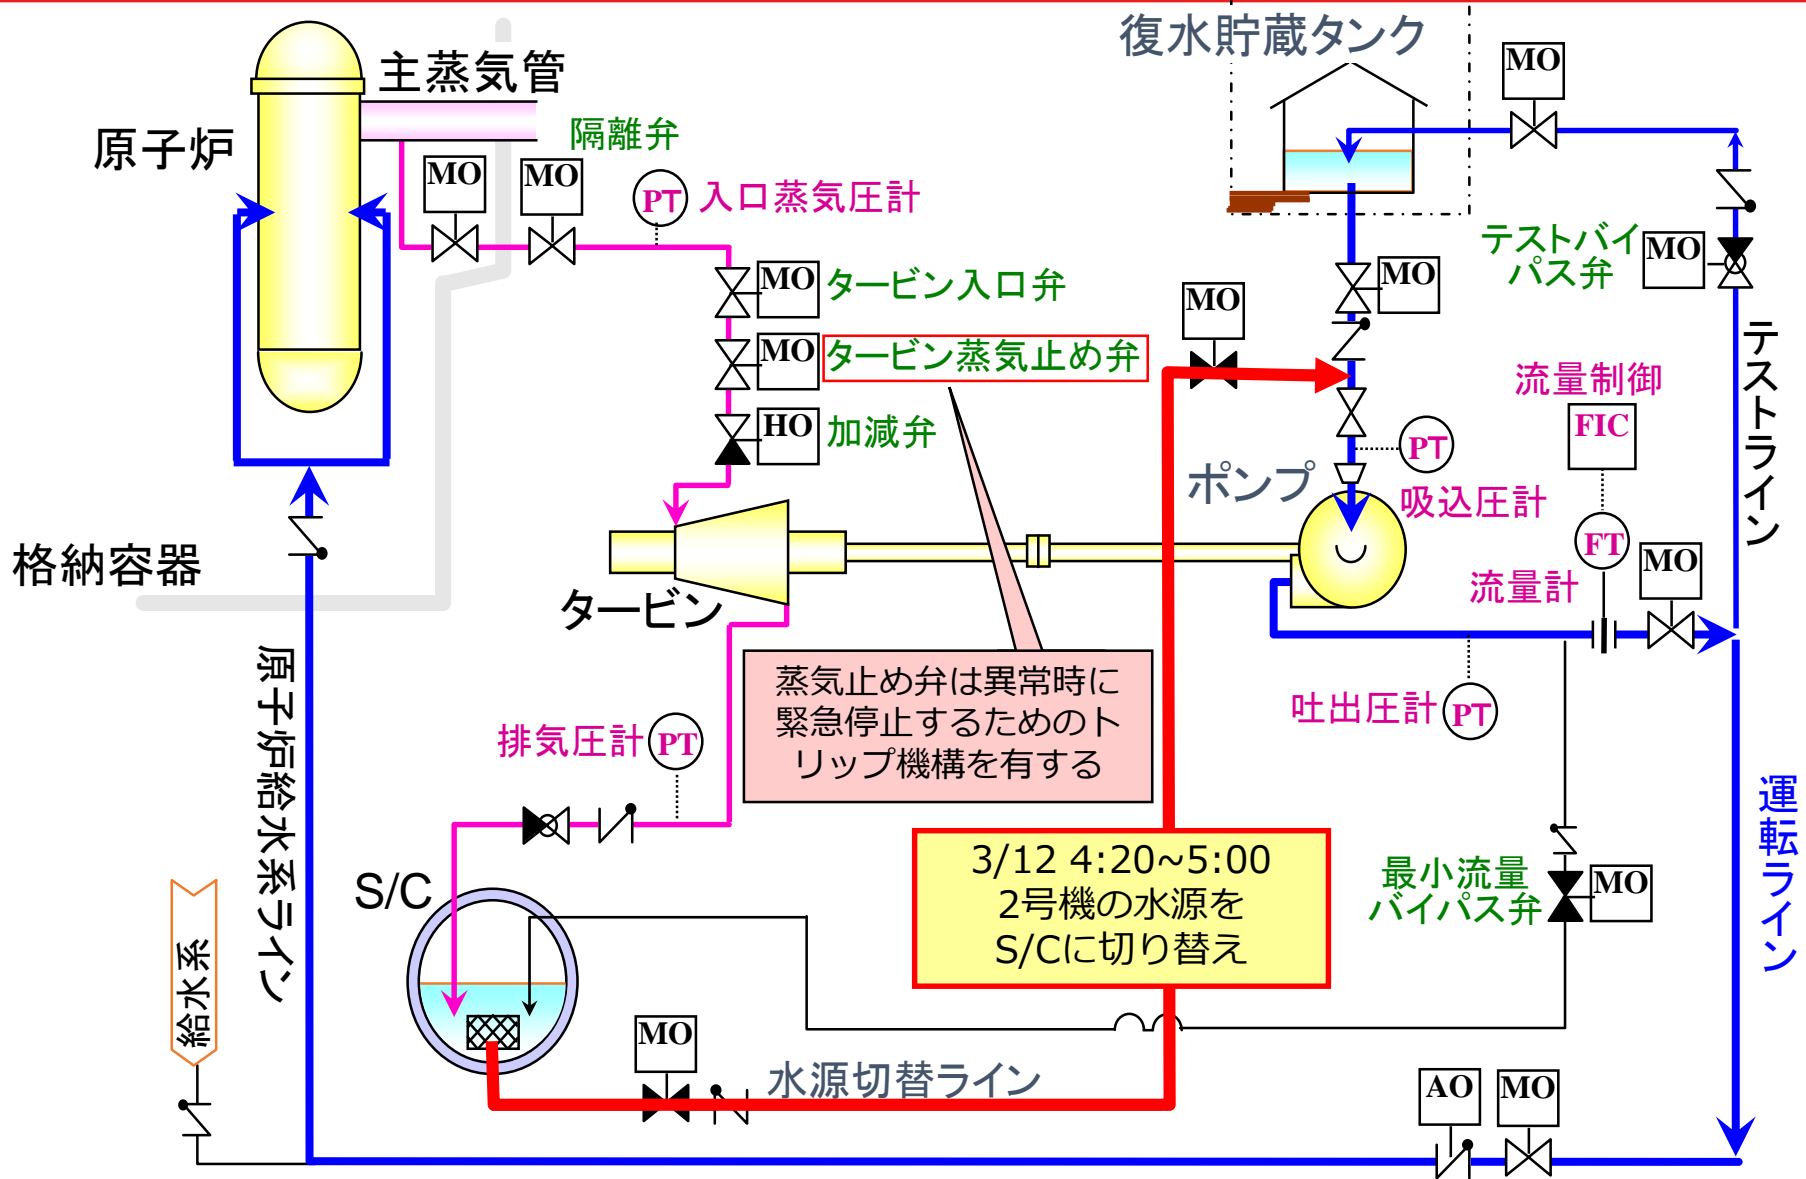 復水貯蔵タンク
主蒸気管
原子炉
隔離弁
MO
MO
MO
PT
入口蒸気圧計
MO
タービン入口弁
MO
タービン蒸気止め弁
HO
加減弁
MO
MO
テストバイ
パス弁
MO
テストライン
流量制御
FIC
PT
ポンプ
吸込圧計
FT
MO
流量計
格納容器
タービン
原子炉給水系ライン
蒸気止め弁は異常時に
緊急停止するためのト
リップ機構を有する
排気圧計
PT
吐出圧計
PT
運転ライン
3/12 4:20~5:00
2号機の水源を
S/Cに切り替え
S/C
最小流量
バイパス弁
MO
給水系
MO
水源切替ライン
AO
MO